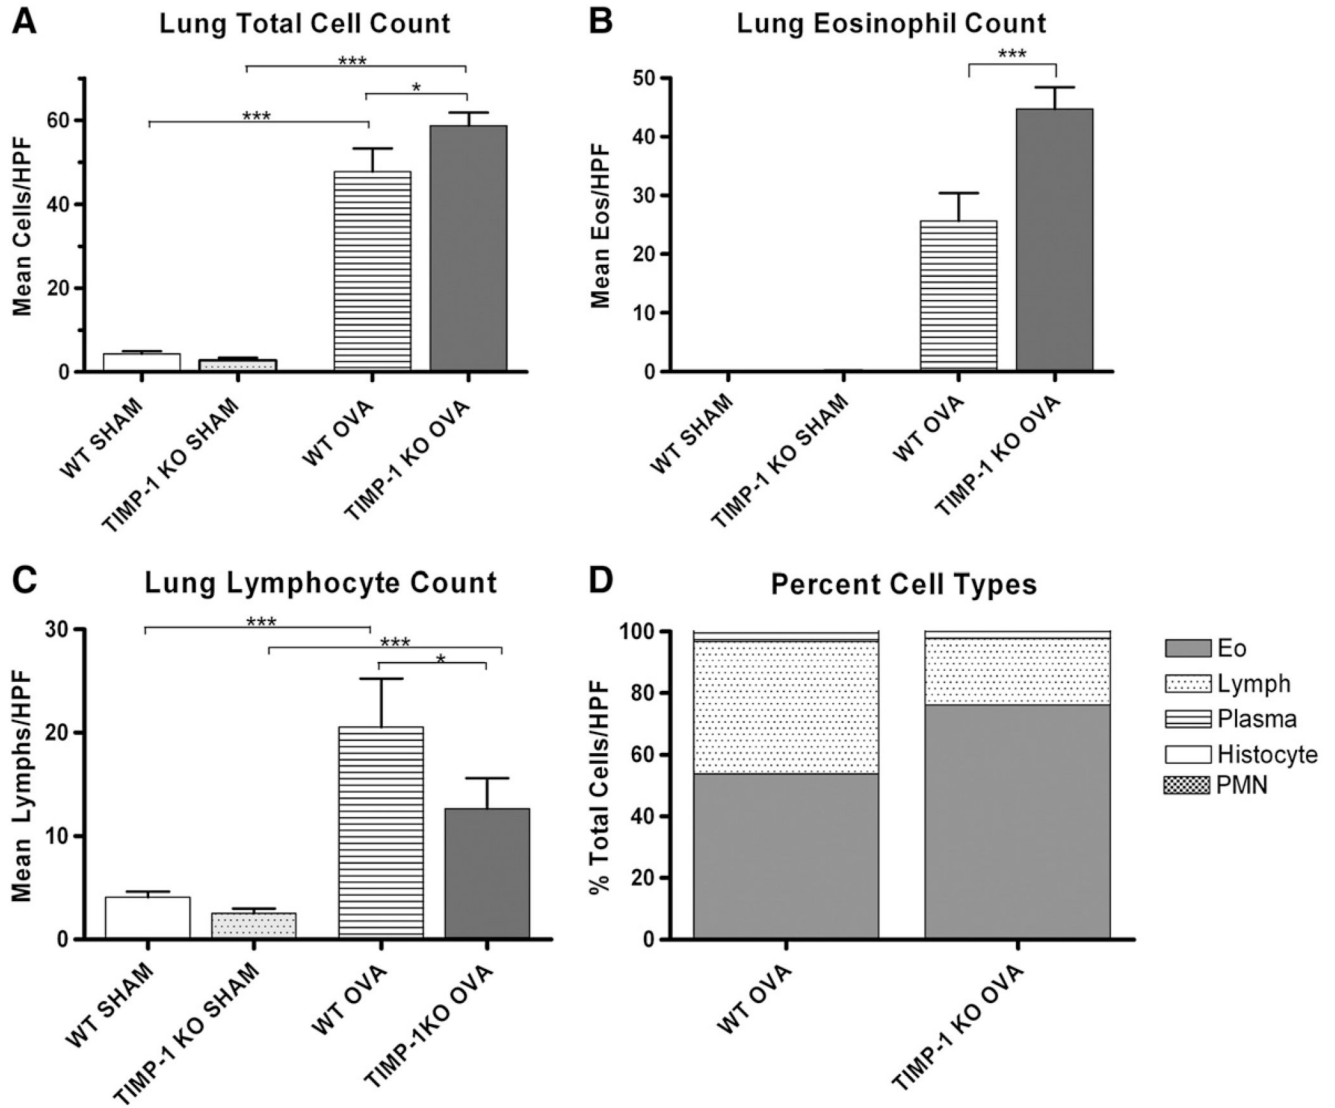 A
Lung Total Cell Count
***
*
***
Mean Cells/HPF
60
40
20
0
WT SHAM
TIMP-1 KO SHAM
WT OVA
TIMP-1 KO OVA
B
Lung Eosinophil Count
***
Mean Eos/HPF
50
40
30
20
10
0
WT SHAM
TIMP-1 KO SHAM
WT OVA
TIMP-1 KO OVA
C
Lung Lymphocyte Count
***
***
*
Mean Lymphs/HPF
30
20
10
0
WT SHAM
TIMP-1 KO SHAM
WT OVA
TIMP-1KO OVA
D
Percent Cell Types
% Total Cells/HPF
100
80
60
40
20
0
WT OVA
TIMP-1 KO OVA
Eo
Lymph
Plasma
Histocyte
PMN